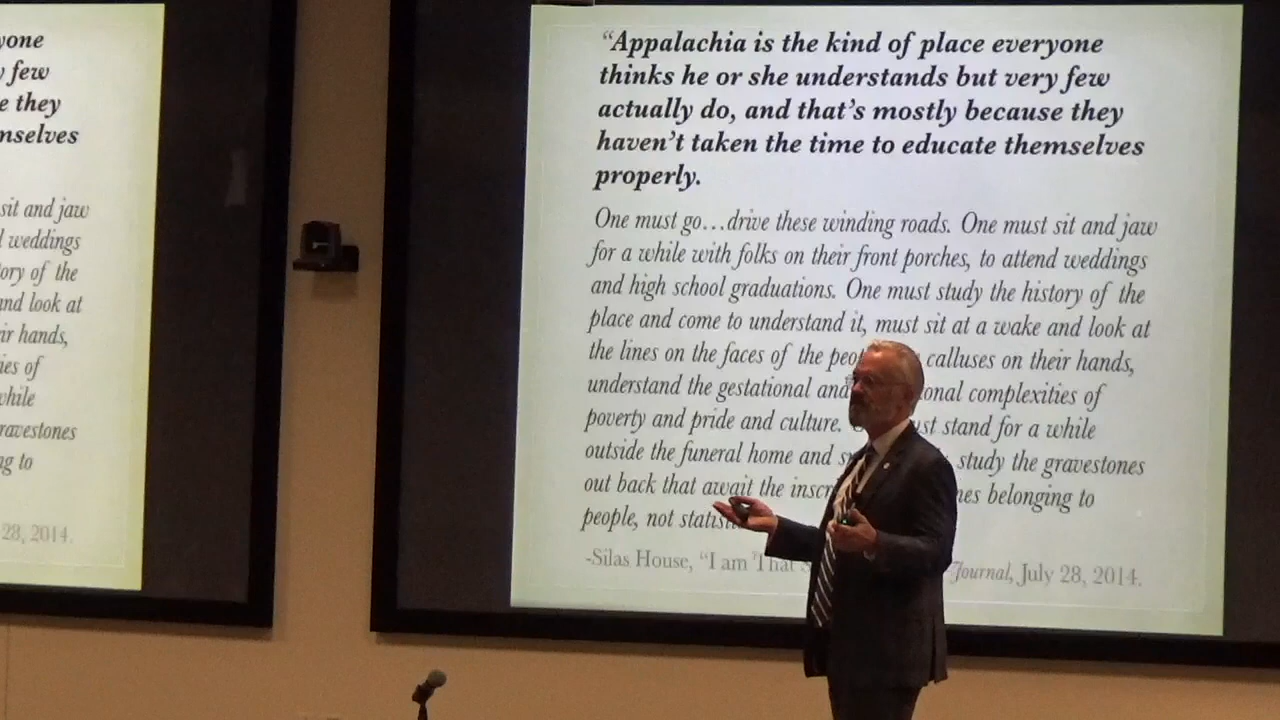 yone
few
e they
mselves
sit and jaw
weddings
ory of the
and look at
ir hands,
ies of
while
ravestones
ng to
28, 2014.
“Appalachia is the kind of place everyone
thinks he or she understands but very few
actually do, and that’s mostly because they
haven’t taken the time to educate themselves
properly.
One must go…drive these winding roads. One must sit and jaw
for a while with folks on their front porches, to attend weddings
and high school graduations. One must study the history of the
place and come to understand it, must sit at a wake and look at
the lines on the faces of the calluses on their hands,
understand the gestational and onal complexities of
poverty and pride and culture. ust stand for a while
outside the funeral home and study the gravestones
out back that await the inscr mes belonging to
people, not statis
-Silas House, “I am That Journal, July 28, 2014.